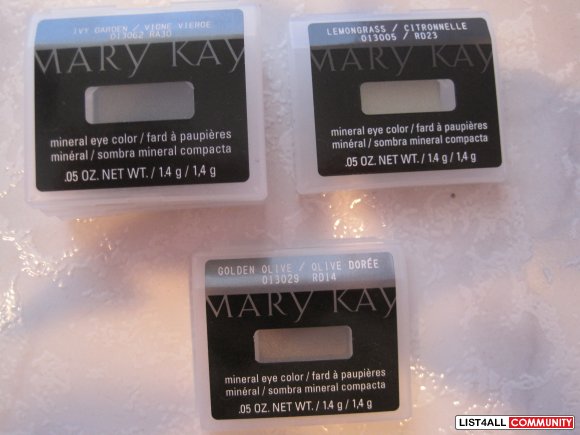 IVY GARDEN / VIGNE VIERGE
013062 RA30
MARY KAY
mineral eye color / fard à paupières
minéral / sombra mineral compacta
.05 OZ. NET WT. / 1.4 g / 1,4 g
LEMONGRASS / CITRONNELLE
013005 / RD23
MARY KAY
mineral eye color / fard à paupières
minéral / sombra mineral compacta
.05 OZ. NET WT. / 1.4 g / 1,4 g
GOLDEN OLIVE / OLIVE DORÉE
013029 RD14
MARY KAY
mineral eye color / fard à paupières
minéral / sombra mineral compacta
.05 OZ. NET WT. / 1.4 g / 1,4 g
LIST4ALL COMMUNITY